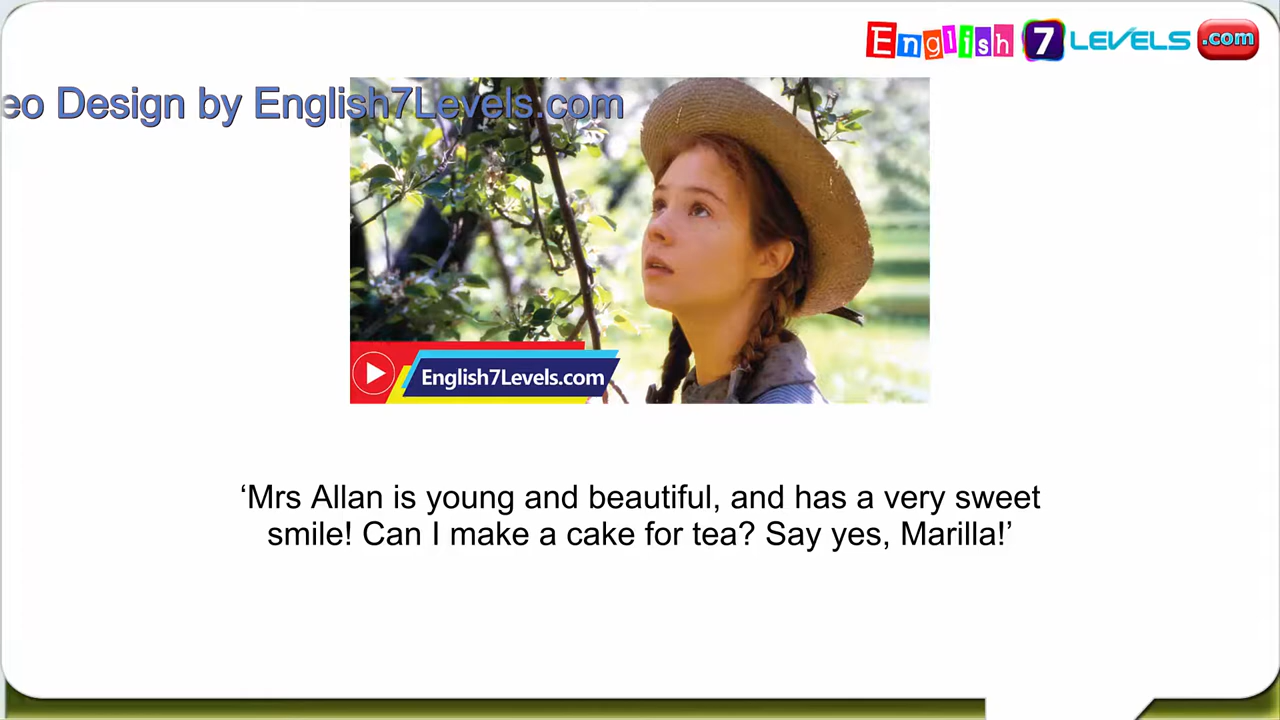 English 7 LEVELS .com
eo Design by English7Levels.com
English7Levels.com
‘Mrs Allan is young and beautiful, and has a very sweet
smile! Can I make a cake for tea? Say yes, Marilla!’